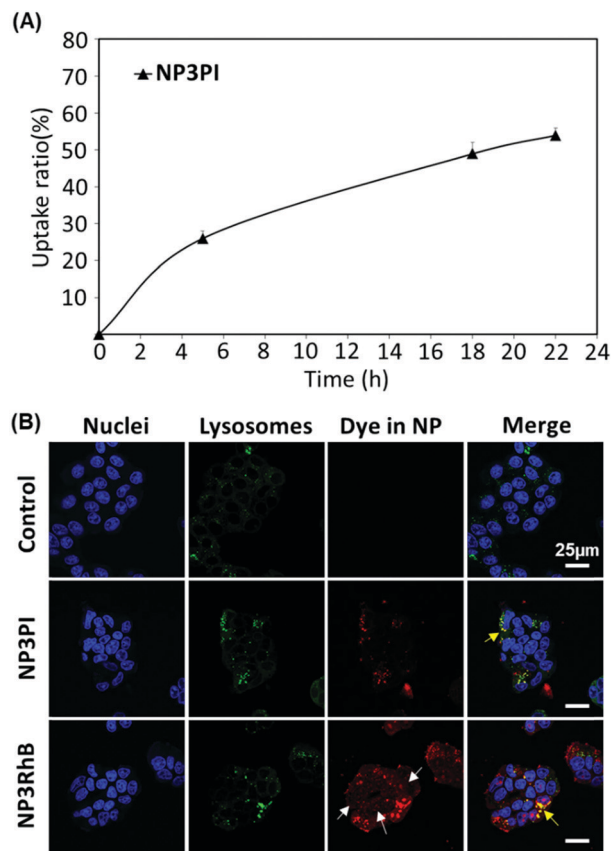 (A)
80
70
60
50
40
30
20
10
Uptake ratio(%)
NP3PI
0 2 4 6 8 10 12 14 16 18 20 22 24
Time (h)
(B)
Nuclei Lysosomes Dye in NP Merge
Control
25μm
NP3PI
NP3RhB